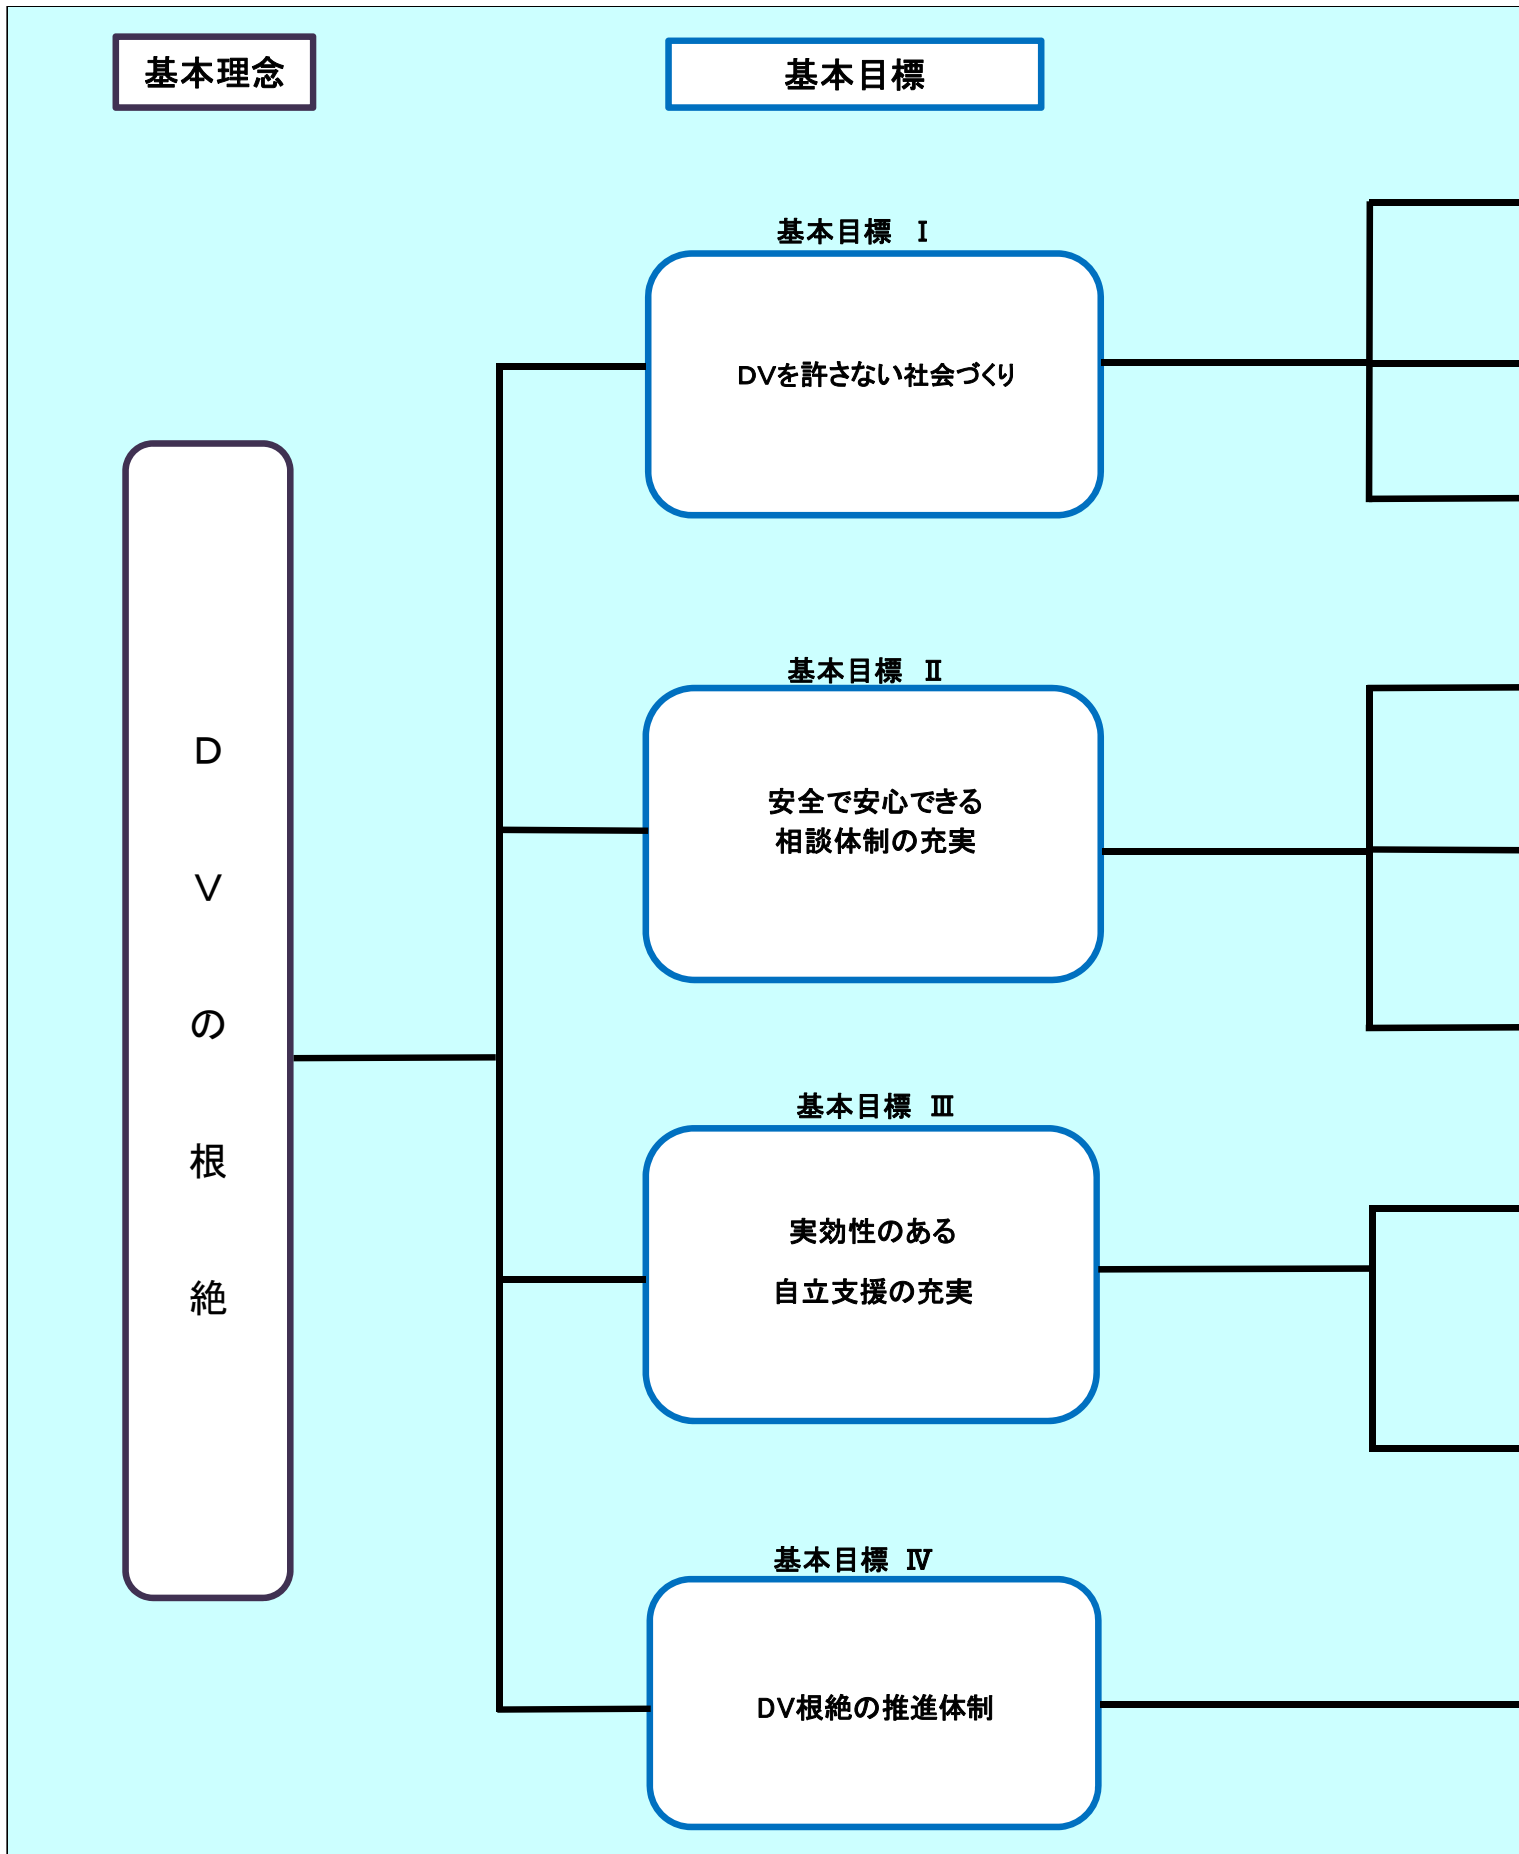 基本理念
基本目標
DVの根絶
基本目標 Ⅰ
DVを許さない社会づくり
基本目標 Ⅱ
安全で安心できる
相談体制の充実
基本目標 Ⅲ
実効性のある
自立支援の充実
基本目標 Ⅳ
DV根絶の推進体制